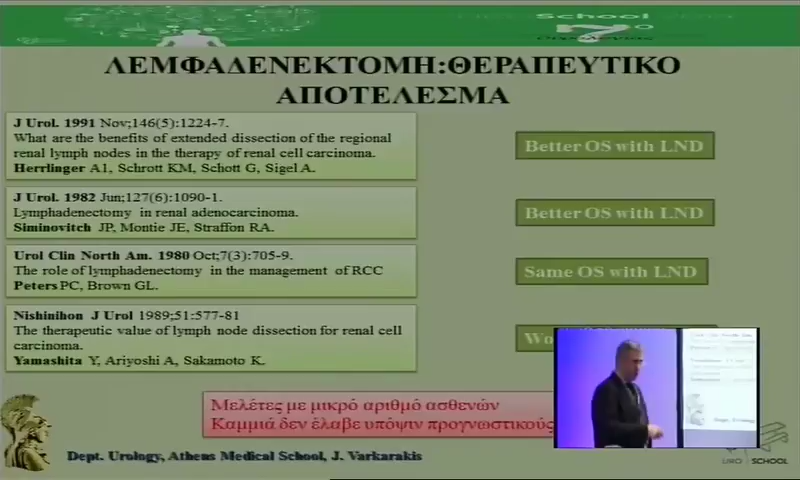 School
7ο
ΛΕΜΦΑΔΕΝΕΚΤΟΜΗ:ΘΕΡΑΠΕΥΤΙΚΟ
ΑΠΟΤΕΛΕΣΜΑ
J Urol. 1991 Nov;146(5):1224-7.
What are the benefits of extended dissection of the regional
renal lymph nodes in the therapy of renal cell carcinoma.
Herrlinger A1, Schrott KM, Schott G, Sigel A.
Better OS with LND
J Urol. 1982 Jun;127(6):1090-1.
Lymphadenectomy in renal adenocarcinoma.
Siminovitch JP, Montie JE, Straffon RA.
Better OS with LND
Urol Clin North Am. 1980 Oct;7(3):705-9.
The role of lymphadenectomy in the management of RCC
Peters PC, Brown GL.
Same OS with LND
Nishinihon J Urol 1989;51:577-81
The therapeutic value of lymph node dissection for renal cell
carcinoma.
Yamashita Y, Ariyoshi A, Sakamoto K.
Wo
Μελέτες με μικρό αριθμό ασθενών
Καμμιά δεν έλαβε υπόψιν προγνωστικούς
Dept. Urology, Athens Medical School, J. Varkarakis
URO SCHOOL